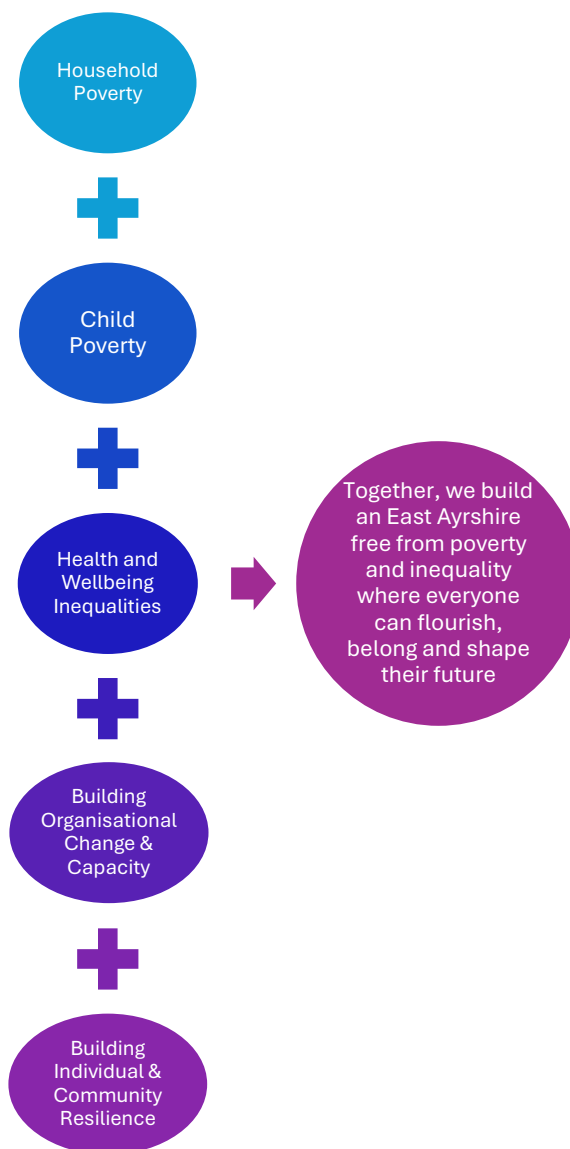 Household
Poverty
Child
Poverty
Health and
Wellbeing
Inequalities
Together, we build
an East Ayrshire
free from poverty
and inequality
where everyone
can flourish,
belong and shape
their future
Building
Organisational
Change &
Capacity
Building
Individual &
Community
Resilience